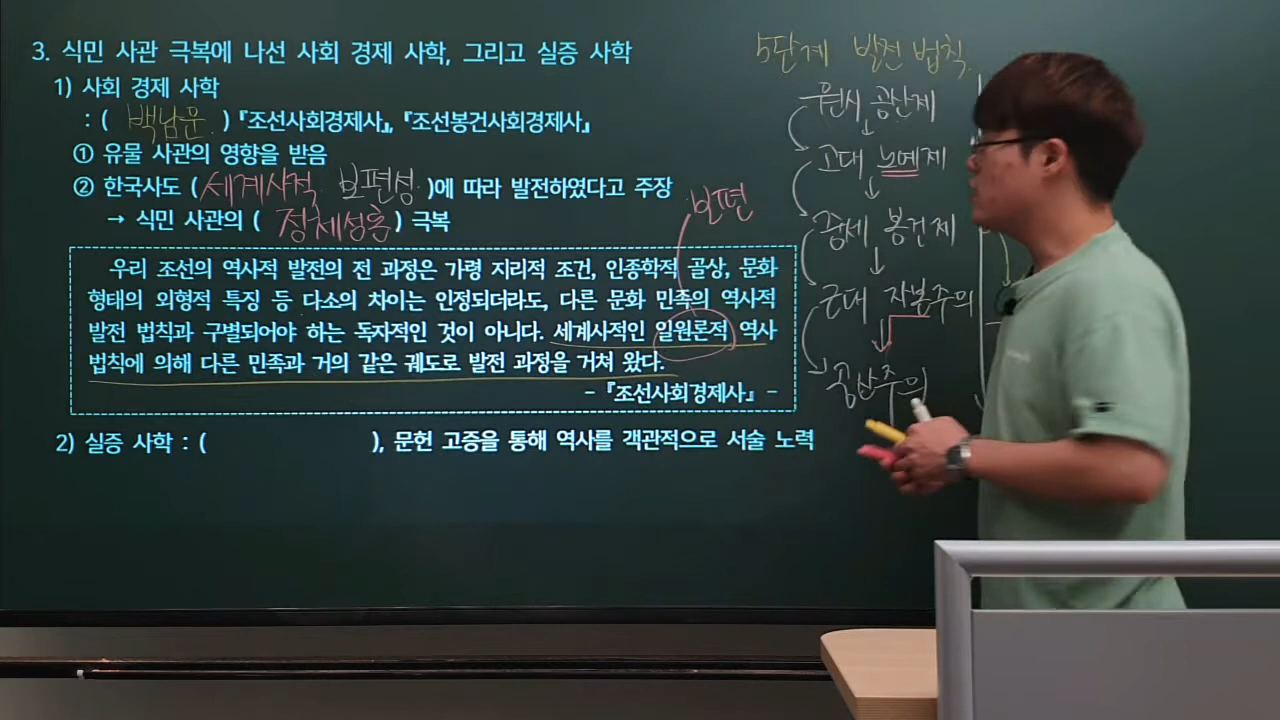 3. 식민 사관 극복에 나선 사회 경제 사학, 그리고 실증 사학
1) 사회 경제 사학
: ( 백남운 ) 『조선사회경제사』, 『조선봉건사회경제사』
① 유물 사관의 영향을 받음
② 한국사도 ( 세계사적 보편성 )에 따라 발전하였다고 주장
→ 식민 사관의 ( 정체성론 ) 극복
보편
우리 조선의 역사적 발전의 전 과정은 가령 지리적 조건, 인종학적 골상, 문화
형태의 외형적 특징 등 다소의 차이는 인정되더라도, 다른 문화 민족의 역사적
발전 법칙과 구별되어야 하는 독자적인 것이 아니다. 세계사적인 일원론적 역사
법칙에 의해 다른 민족과 거의 같은 궤도로 발전 과정을 거쳐 왔다.
- 『조선사회경제사』 -
2) 실증 사학 : ( ), 문헌 고증을 통해 역사를 객관적으로 서술 노력
5단계 발전 법칙.
원시 공산제
↓
고대 노예제
↓
중세 봉건제
↓
근대 자본주의
↓
공산주의